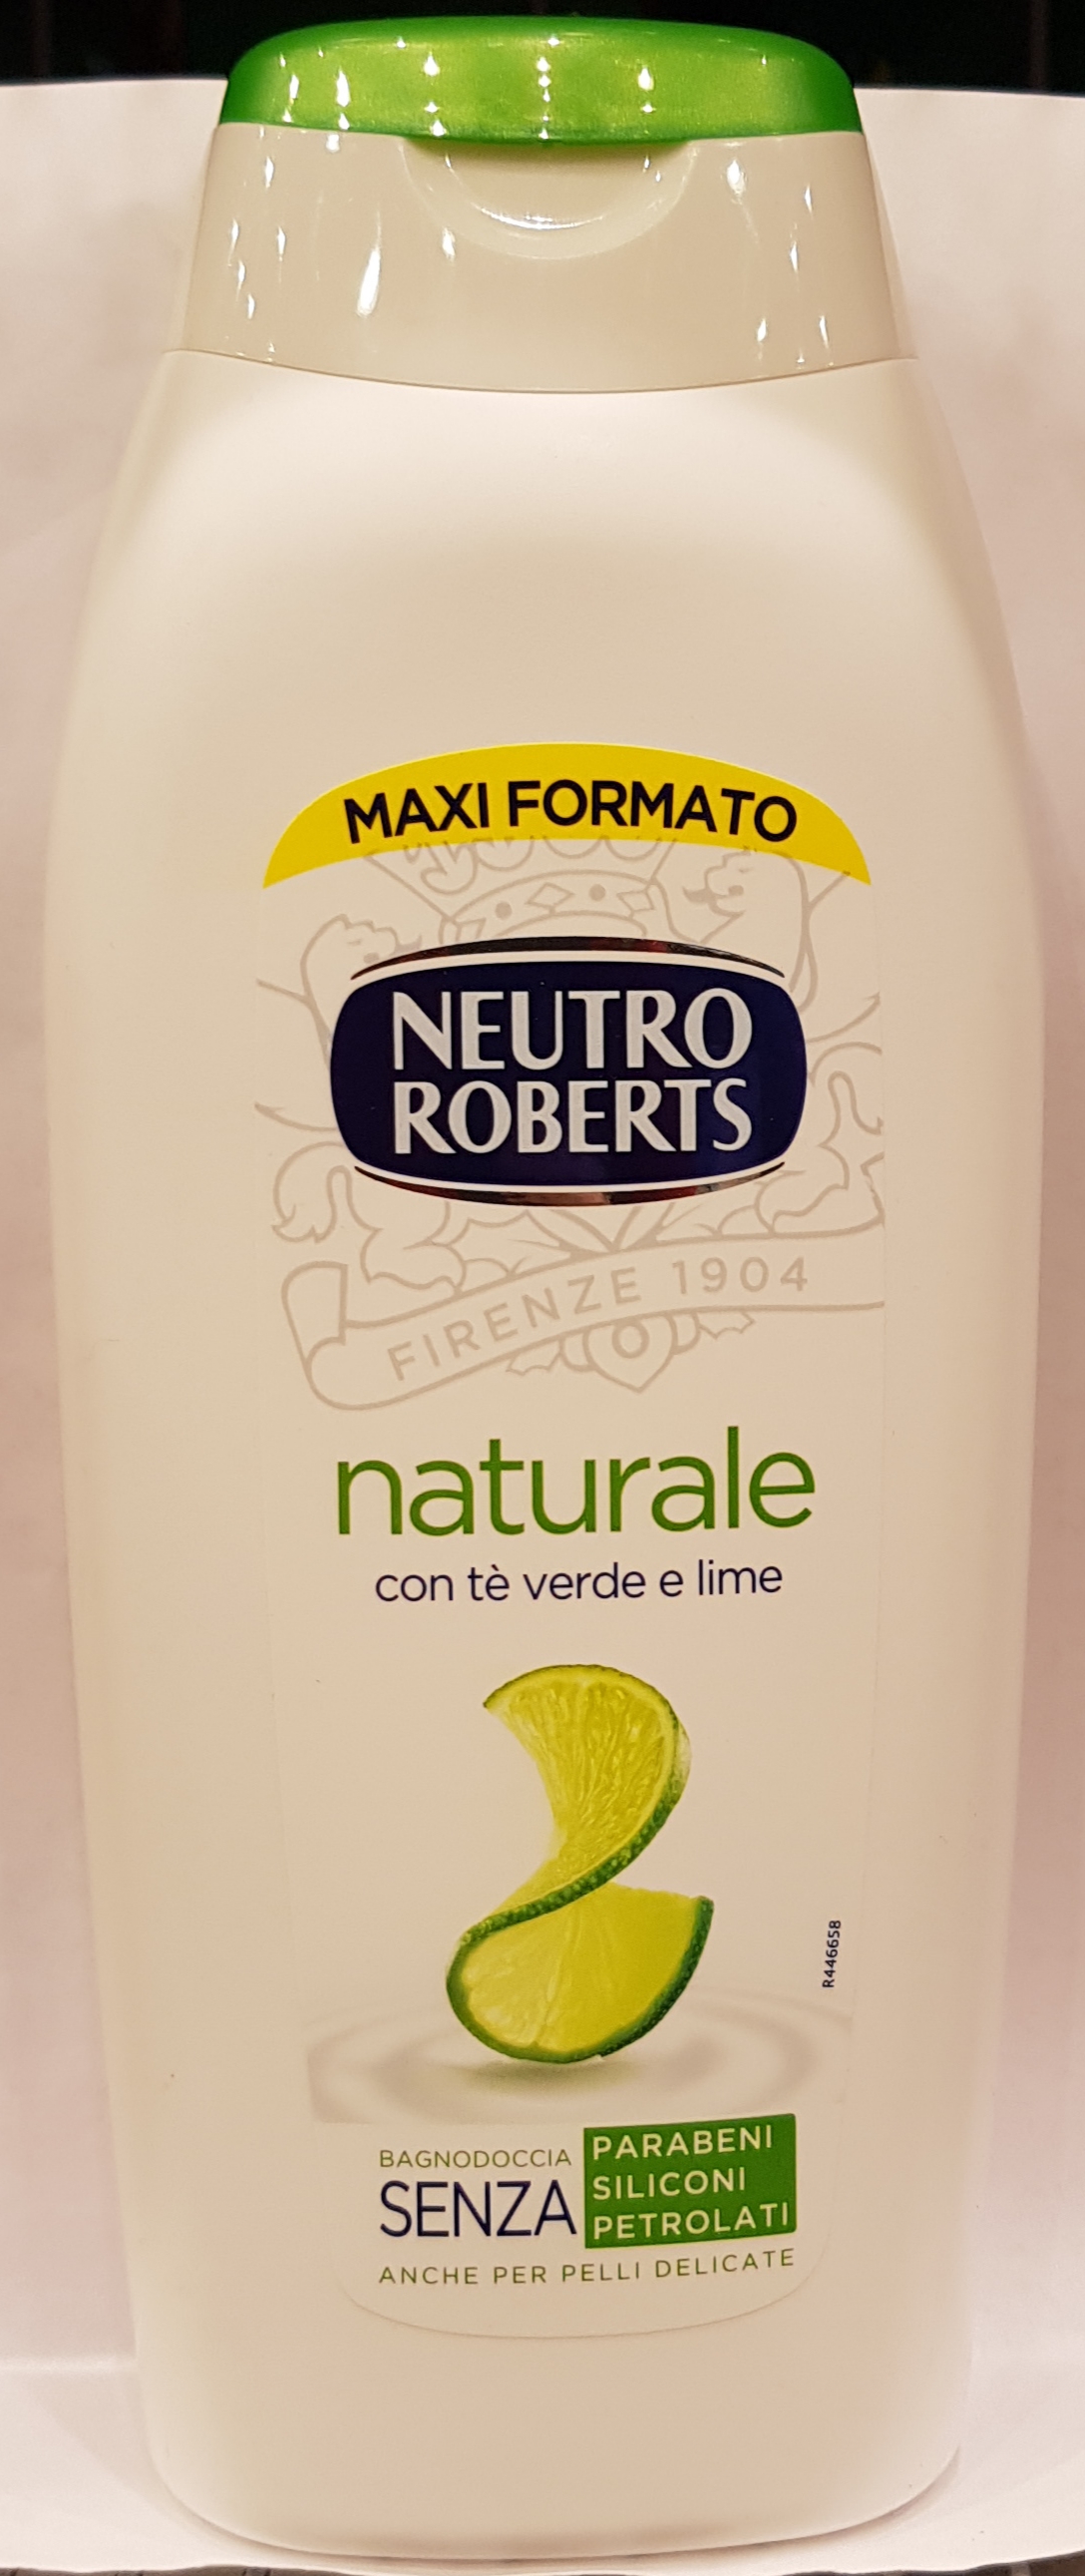 MAXI FORMATO
NEUTRO
ROBERTS
FIRENZE 1904
naturale
con tè verde e lime
R446658
BAGNODOCCIA
SENZA
PARABENI
SILICONI
PETROLATI
ANCHE PER PELLI DELICATE